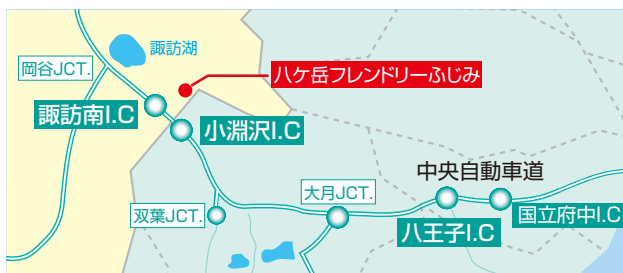 諏訪湖
岡谷JCT.
八ケ岳フレンドリーふじみ
諏訪南I.C
小淵沢I.C
中央自動車道
大月JCT.
双葉JCT.
八王子I.C
国立府中I.C